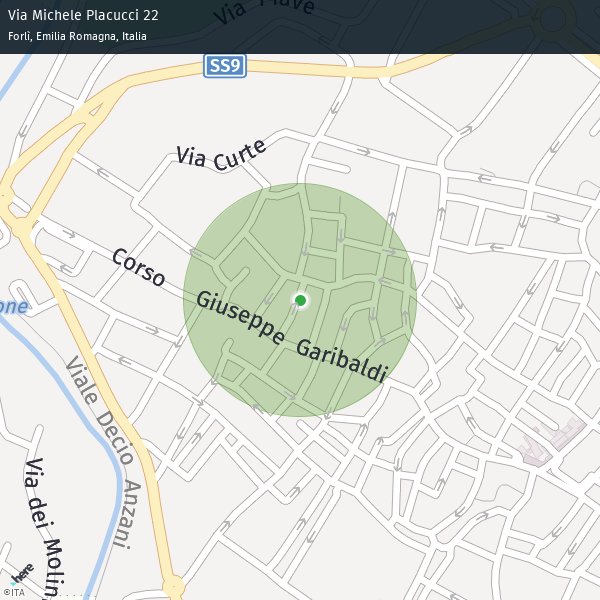 Via Michele Placucci 22
Forlì, Emilia Romagna, Italia
Via Piave
SS9
Via Curte
Corso Giuseppe Garibaldi
one
Viale Decio Anzani
Via dei Molin
here
©ITA